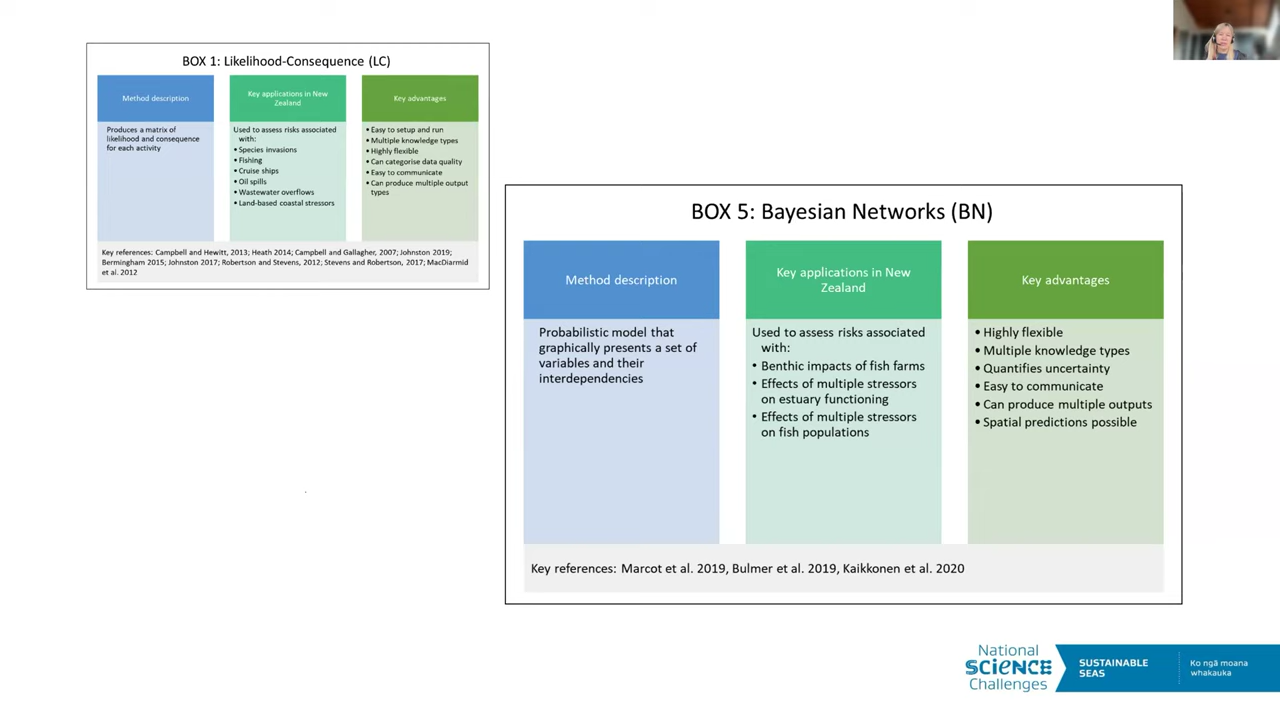 BOX 1: Likelihood-Consequence (LC)
Method description
Produces a matrix of
likelihood and consequence
for each activity
Key applications in New
Zealand
Used to assess risks associated
with:
• Species invasions
• Fishing
• Cruise ships
• Oil spills
• Wastewater overflows
• Land-based coastal stressors
Key advantages
• Easy to setup and run
• Multiple knowledge types
• Highly flexible
• Can categorise data quality
• Easy to communicate
• Can produce multiple output
types
Key references: Campbell and Hewitt, 2013; Heath 2014; Campbell and Gallagher, 2007; Johnston 2019;
Bermingham 2015; Johnston 2017; Robertson and Stevens, 2012; Stevens and Robertson, 2017; MacDiarmid
et al. 2012
BOX 5: Bayesian Networks (BN)
Method description
Probabilistic model that
graphically presents a set of
variables and their
interdependencies
Key applications in New
Zealand
Used to assess risks associated
with:
• Benthic impacts of fish farms
• Effects of multiple stressors
on estuary functioning
• Effects of multiple stressors
on fish populations
Key advantages
• Highly flexible
• Multiple knowledge types
• Quantifies uncertainty
• Easy to communicate
• Can produce multiple outputs
• Spatial predictions possible
Key references: Marcot et al. 2019, Bulmer et al. 2019, Kaikkonen et al. 2020
National
SCIENCE
Challenges
SUSTAINABLE
SEAS
Ko ngā moana
whakauka